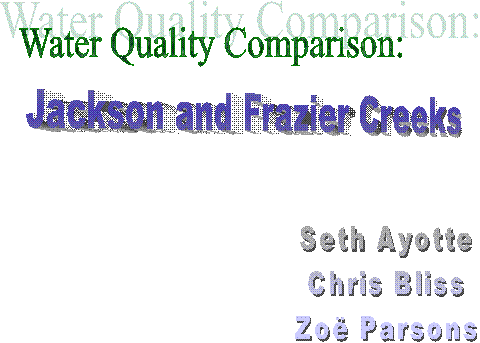 Water Quality Comparison:
Jackson and Frazier Creeks
Seth Ayotte
Chris Bliss
Zoë Parsons